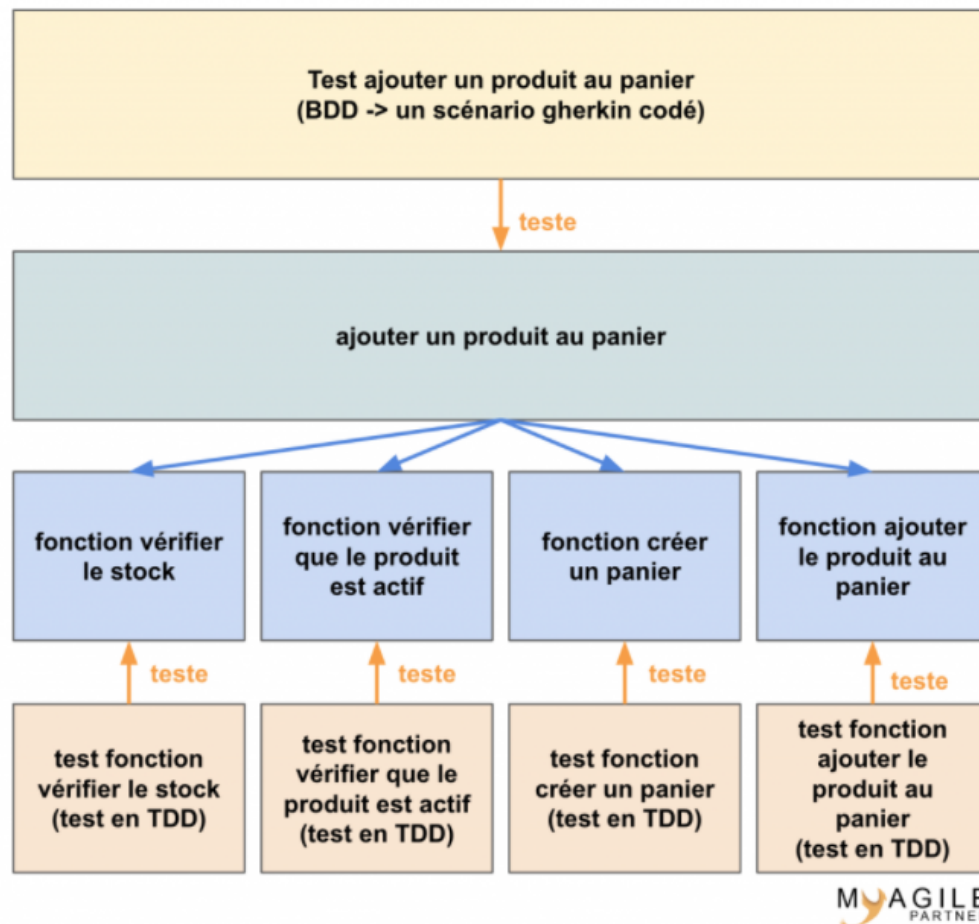 Test ajouter un produit au panier
(BDD -> un scénario gherkin codé)
teste
ajouter un produit au panier
fonction vérifier
le stock
fonction vérifier
que le produit
est actif
fonction créer
un panier
fonction ajouter
le produit au
panier
teste
teste
teste
teste
test fonction
vérifier le stock
(test en TDD)
test fonction
vérifier que le
produit est actif
(test en TDD)
test fonction
créer un panier
(test en TDD)
test fonction
ajouter le
produit au
panier
(test en TDD)
MYAGILE
PARTNE